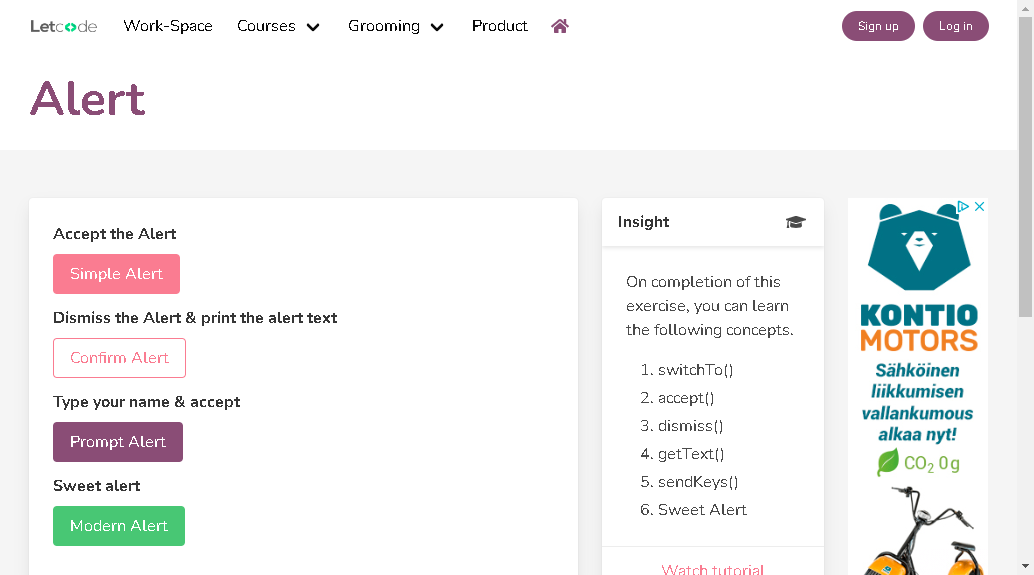 Letcode Work-Space Courses Grooming Product Sign up Log in
Alert
Accept the Alert
Simple Alert
Dismiss the Alert & print the alert text
Confirm Alert
Type your name & accept
Prompt Alert
Sweet alert
Modern Alert
Insight
On completion of this
exercise, you can learn
the following concepts.
1. switchTo()
2. accept()
3. dismiss()
4. getText()
5. sendKeys()
6. Sweet Alert
Watch tutorial
KONTIO
MOTORS
Sähköinen
liikkumisen
vallankumous
alkaa nyt!
CO₂ 0g